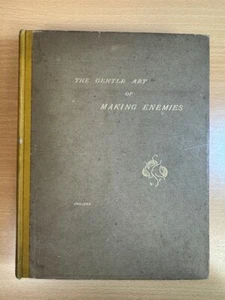 THE GENTLE ART
OF
MAKING ENEMIES